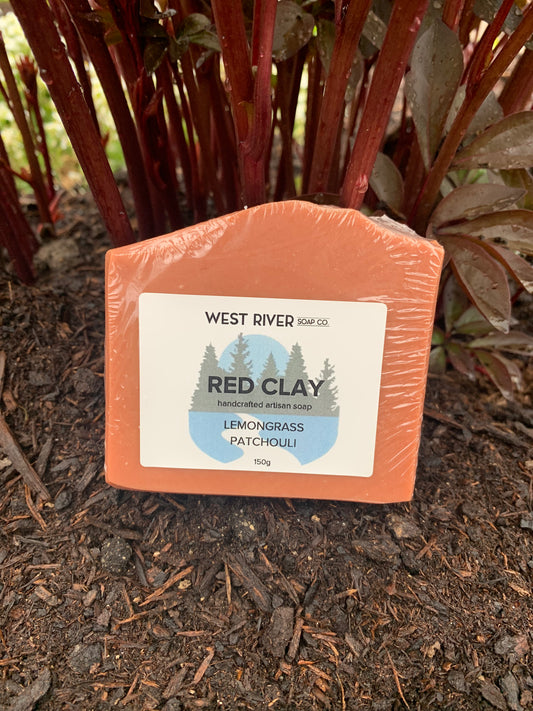 WEST RIVER SOAP CO.
RED CLAY
handcrafted artisan soap
LEMONGRASS
PATCHOULI
150g